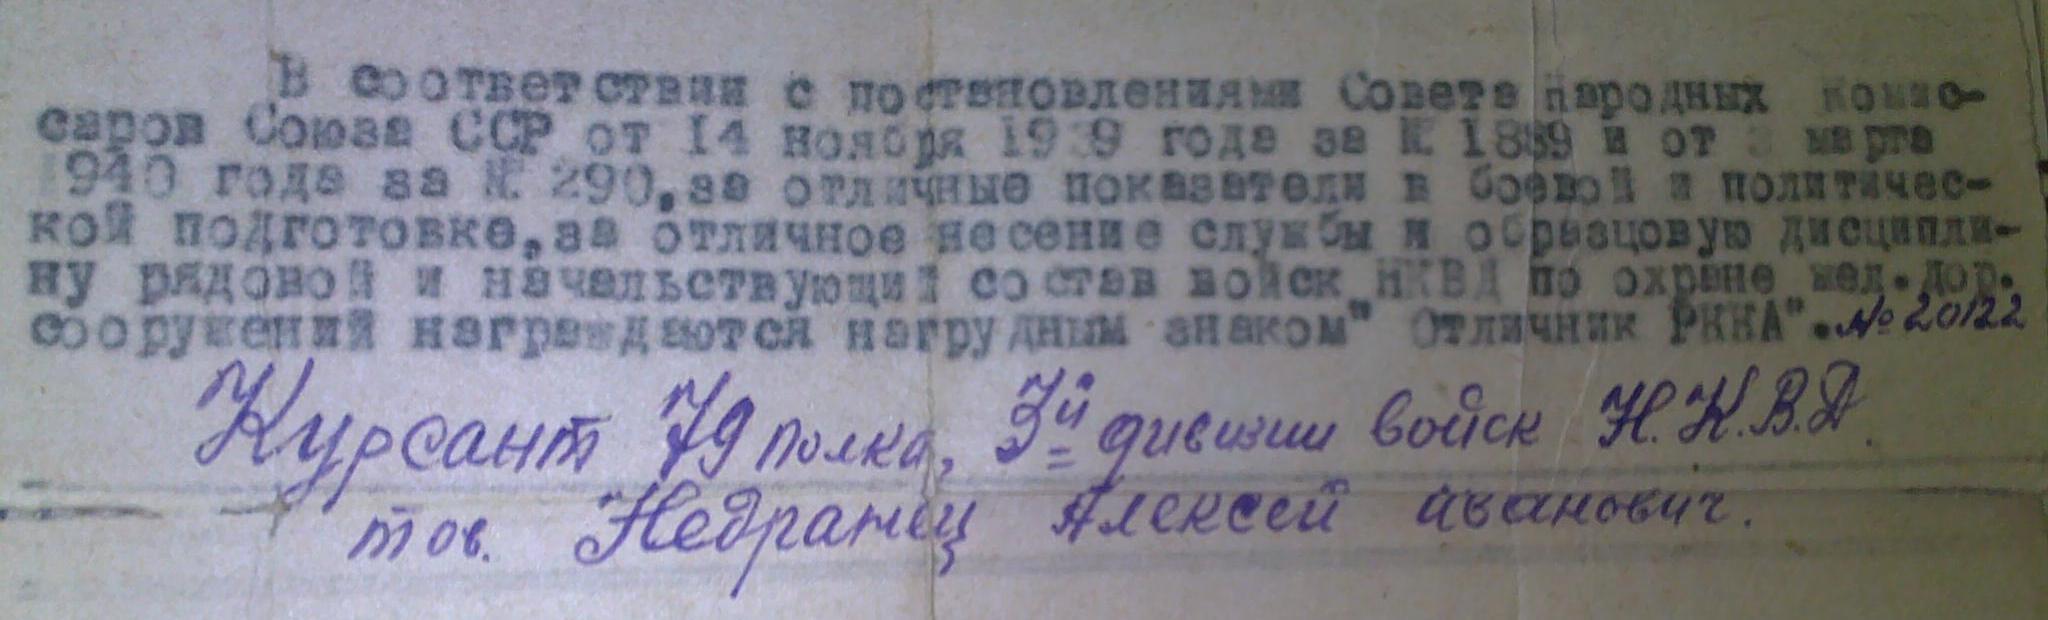 В соответствии с постановлениями Совета Народных Комис-
саров Союза ССР от 14 ноября 1939 года за № 1889 и от 3 марта
1940 года за № 290, за отличные показатели в боевой и политичес-
кой подготовке, за отличное несение службы и образцовую дисципли-
ну рядовой и начальствующий состав войск НКВД по охране жел.дор.
сооружений награждаются нагрудным знаком" Отличник РККА". № 20122
Курсант 79 полка, 3й дивизии войск Н.К.В.Д.
тов. Алексей Иванович.